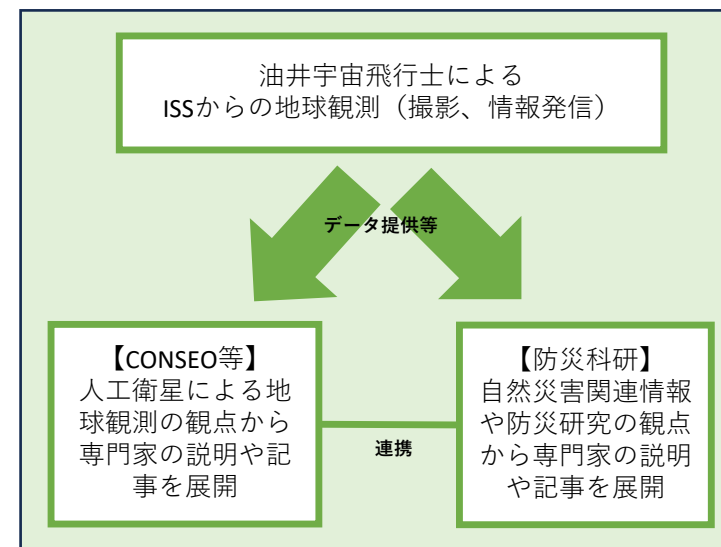 油井宇宙飛行士による
ISSからの地球観測（撮影、情報発信）
データ提供等
【CONSEO等】
人工衛星による地
球観測の観点から
専門家の説明や記
事を展開
連携
【防災科研】
自然災害関連情報
や防災研究の観点
から専門家の説明
や記事を展開